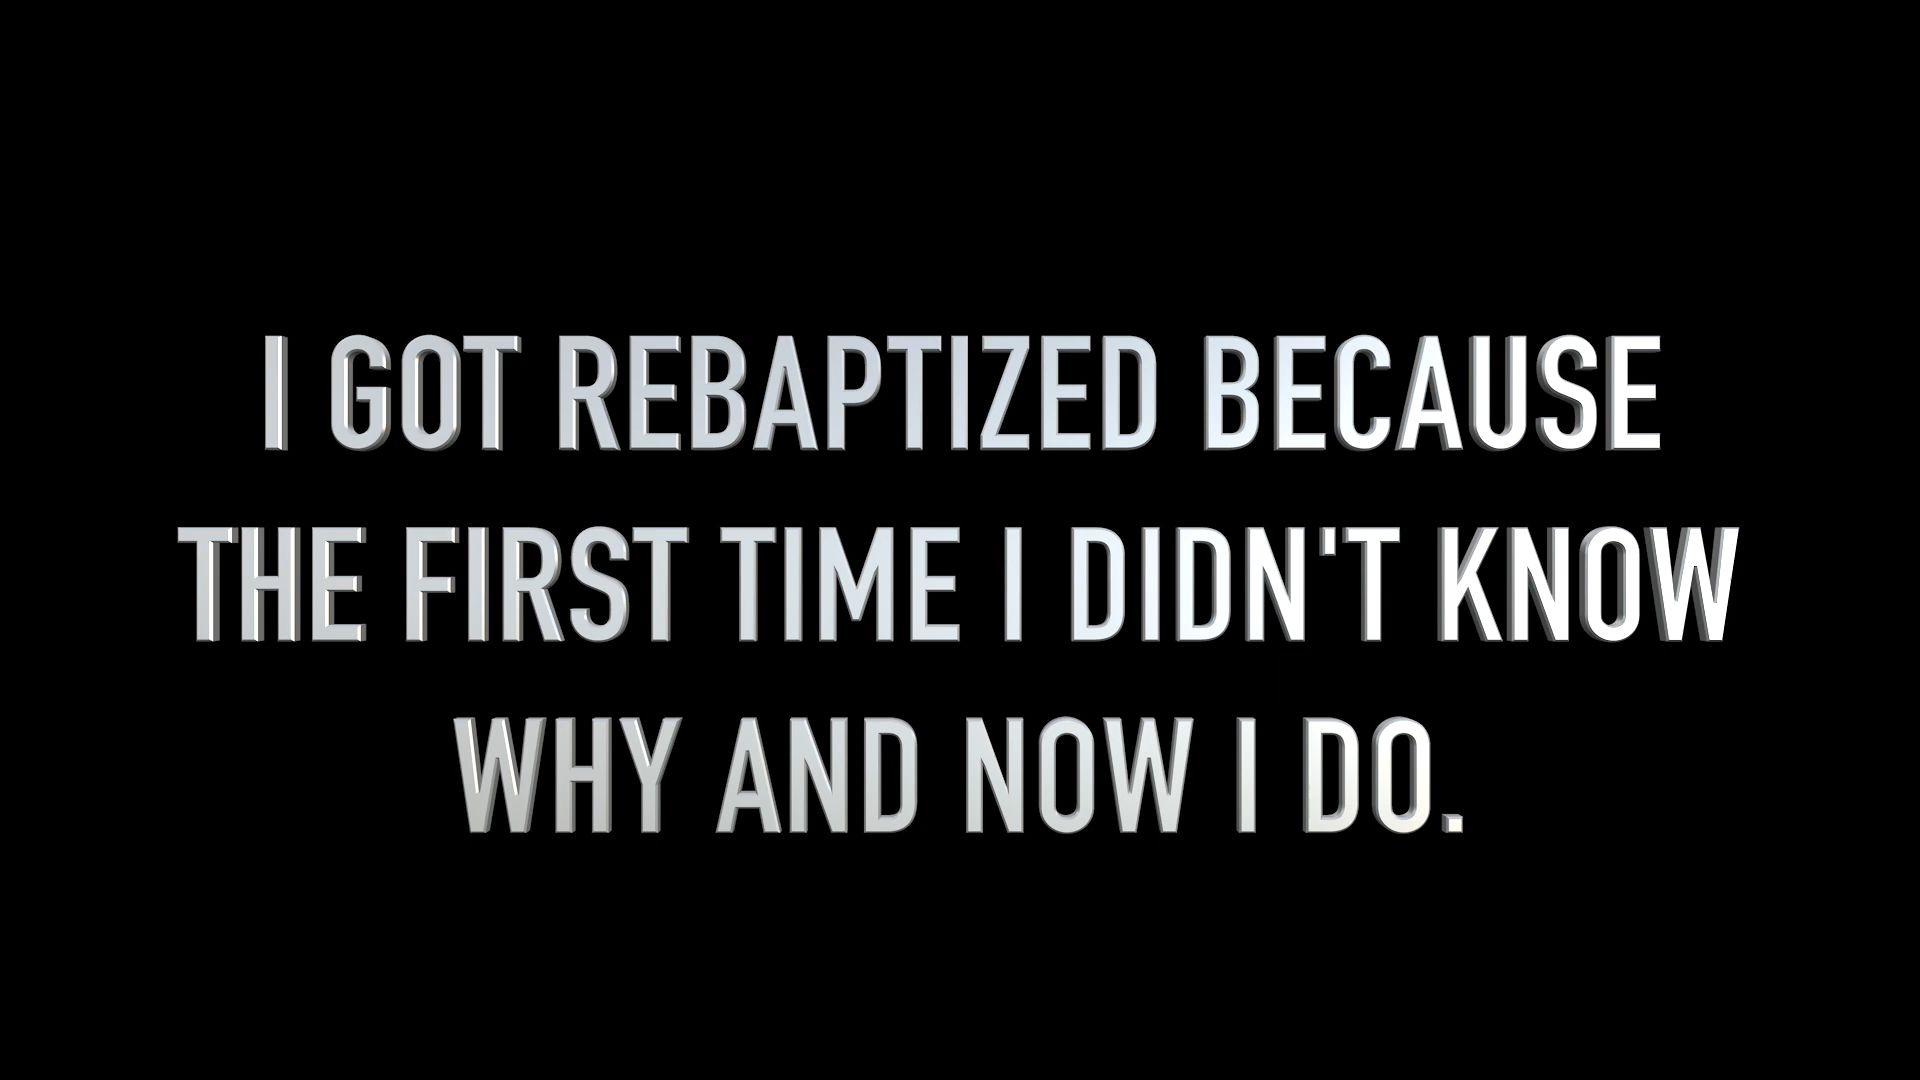 I GOT REBAPTIZED BECAUSE
THE FIRST TIME I DIDN'T KNOW
WHY AND NOW I DO.